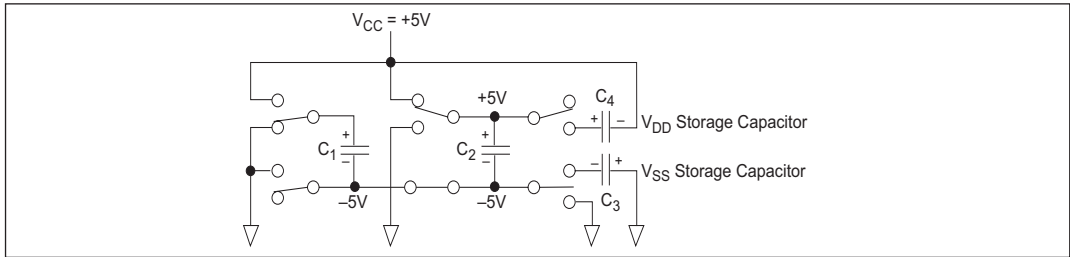 V_CC = +5V
+5V
C_4
+ –
V_DD Storage Capacitor
+
C_1
–
+
C_2
–
– +
V_SS Storage Capacitor
C_3
–5V
–5V